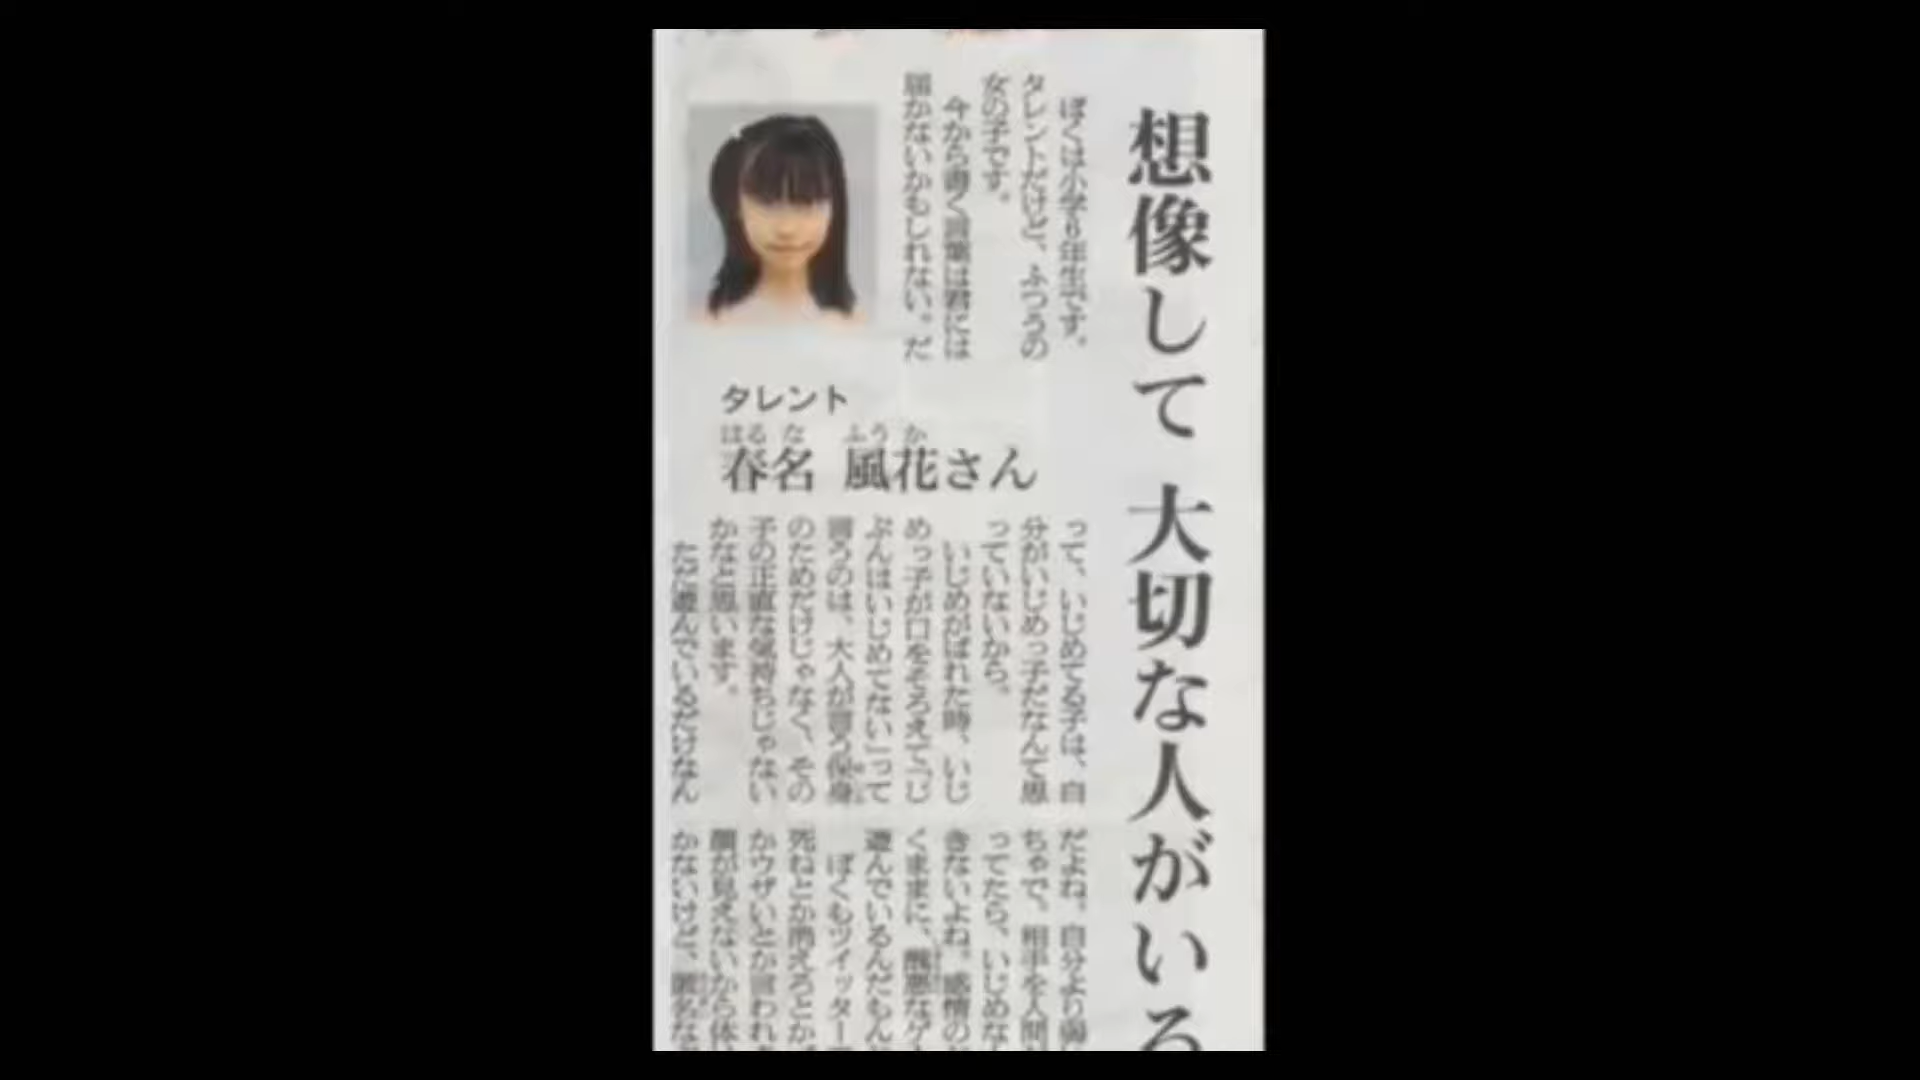 想像して 大切な人がいる
ぼくは小学6年生です。
タレントだけど、ふつうの
女の子です。
今から書く言葉は君には
届かないかもしれない。だ
タレント
はる な ふう か
春名 風花さん
って、いじめてる子は、自
分がいじめっ子だなんて思
っていないから。
いじめがばれた時、いじ
めっ子が口をそろえて「じ
ぶんはいじめてない」って
言うのは、大人が言う保身
のためだけじゃなく、その
子の正直な気持ちじゃない
かなと思います。
ただ遊んでいるだけなん
だよね。自分より弱い
ちゃで、相手を人間
ってたら、いじめな
きないよね。感情の
くままに、醜悪なゲ
遊んでいるんだもん
ぼくもツイッター
死ねとか消えろとか
かウザいとか言われ
顔が見えないから体
かないけど、匿名な